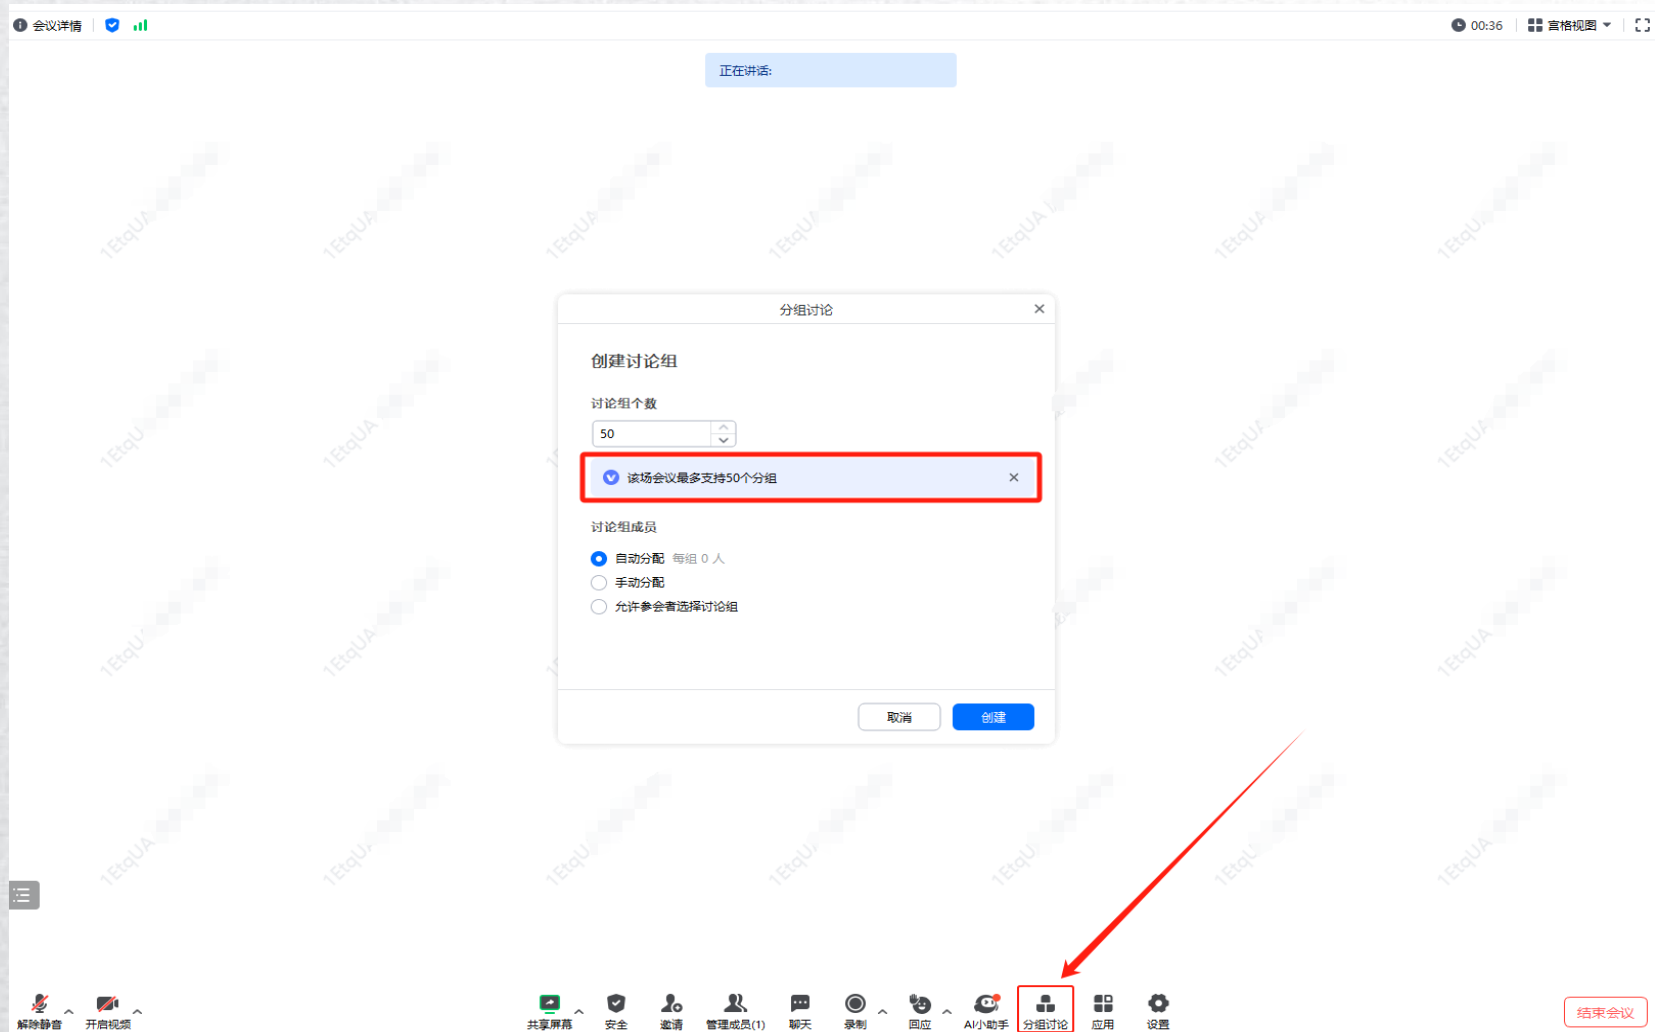 会议详情
00:36
宫格视图
正在讲话:
分组讨论
创建讨论组
讨论组个数
50
该场会议最多支持50个分组
讨论组成员
自动分配 每组 0 人
手动分配
允许参会者选择讨论组
取消
创建
解除静音
开启视频
共享屏幕
安全
邀请
管理成员(1)
聊天
录制
回应
AI小助手
分组讨论
应用
设置
结束会议